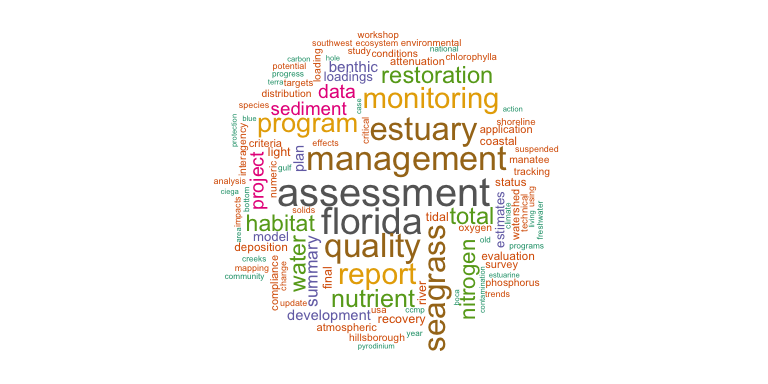 workshop
southwest ecosystem environmental
national
carbon hole study conditions
attenuation chlorophylla
potential loading benthic
progress loadings restoration
terra targets
distribution data monitoring
species sediment case action
blue program critical estuary shoreline
protection application
interagency criteria effects coastal suspended
light plan management manatee
gulf tracking
analysis project numeric status
ciega bottom assessment
impacts solids florida tidal total estimates climate watershed technical living using
area habitat oxygen freshwater
model quality seagrass old programs
deposition water summary nitrogen evaluation
creeks survey
mapping final report estuarine
community compliance change phosphorus
river boca contamination trends
update nutrient
usa ccmp
development recovery
atmospheric
hillsborough year
pyrodinium